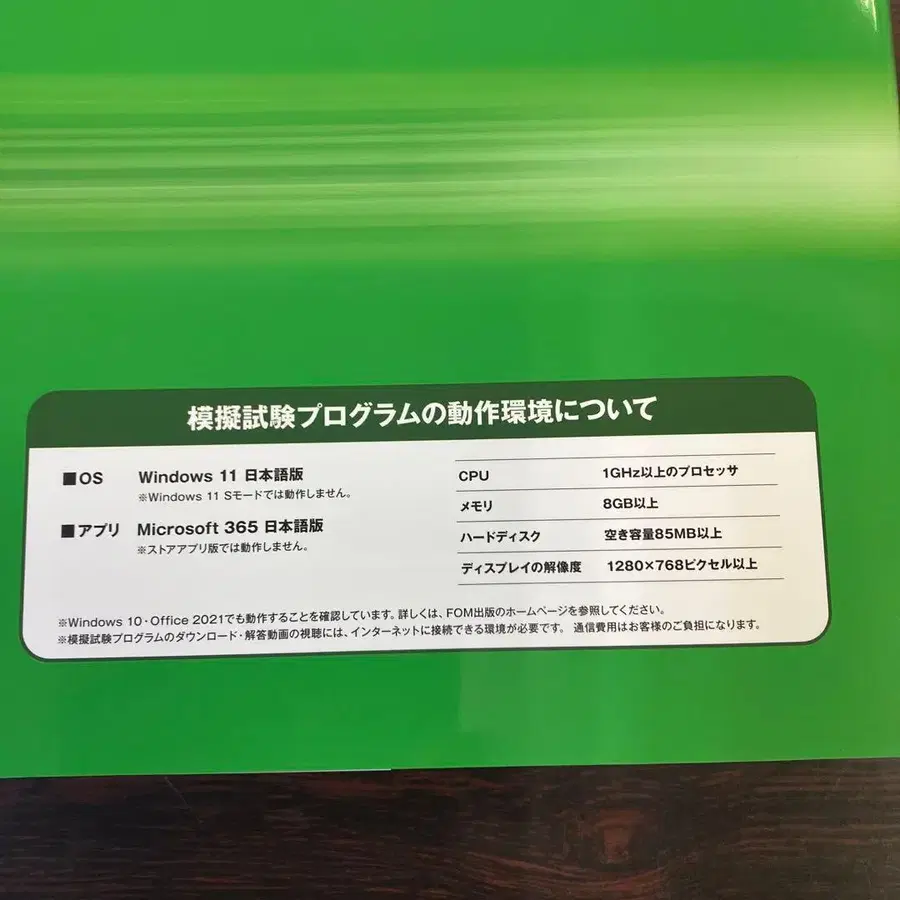 模擬試験プログラムの動作環境について
■OS Windows 11 日本語版
※Windows 11 Sモードでは動作しません。
■アプリ Microsoft 365 日本語版
※ストアアプリ版では動作しません。
CPU 1GHz以上のプロセッサ
メモリ 8GB以上
ハードディスク 空き容量85MB以上
ディスプレイの解像度 1280×768ピクセル以上
※Windows 10・Office 2021でも動作することを確認しています。詳しくは、FOM出版のホームページを参照してください。
※模擬試験プログラムのダウンロード・解答動画の視聴には、インターネットに接続できる環境が必要です。 通信費用はお客様のご負担になります。